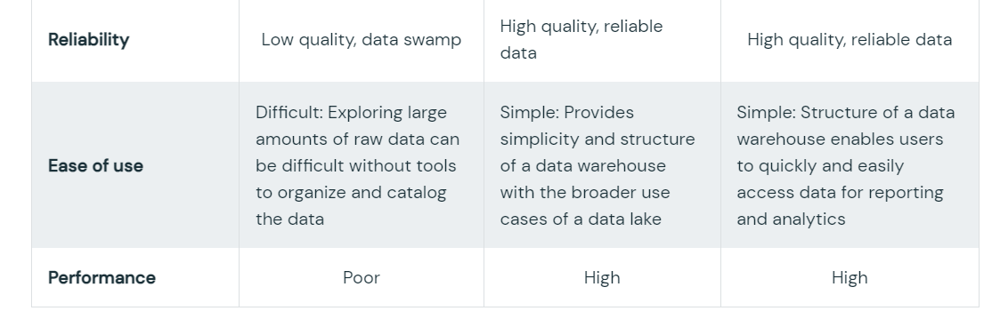 Reliability
Low quality, data swamp
High quality, reliable
data
High quality, reliable data
Ease of use
Difficult: Exploring large
amounts of raw data can
be difficult without tools
to organize and catalog
the data
Simple: Provides
simplicity and structure
of a data warehouse
with the broader use
cases of a data lake
Simple: Structure of a data
warehouse enables users
to quickly and easily
access data for reporting
and analytics
Performance
Poor
High
High